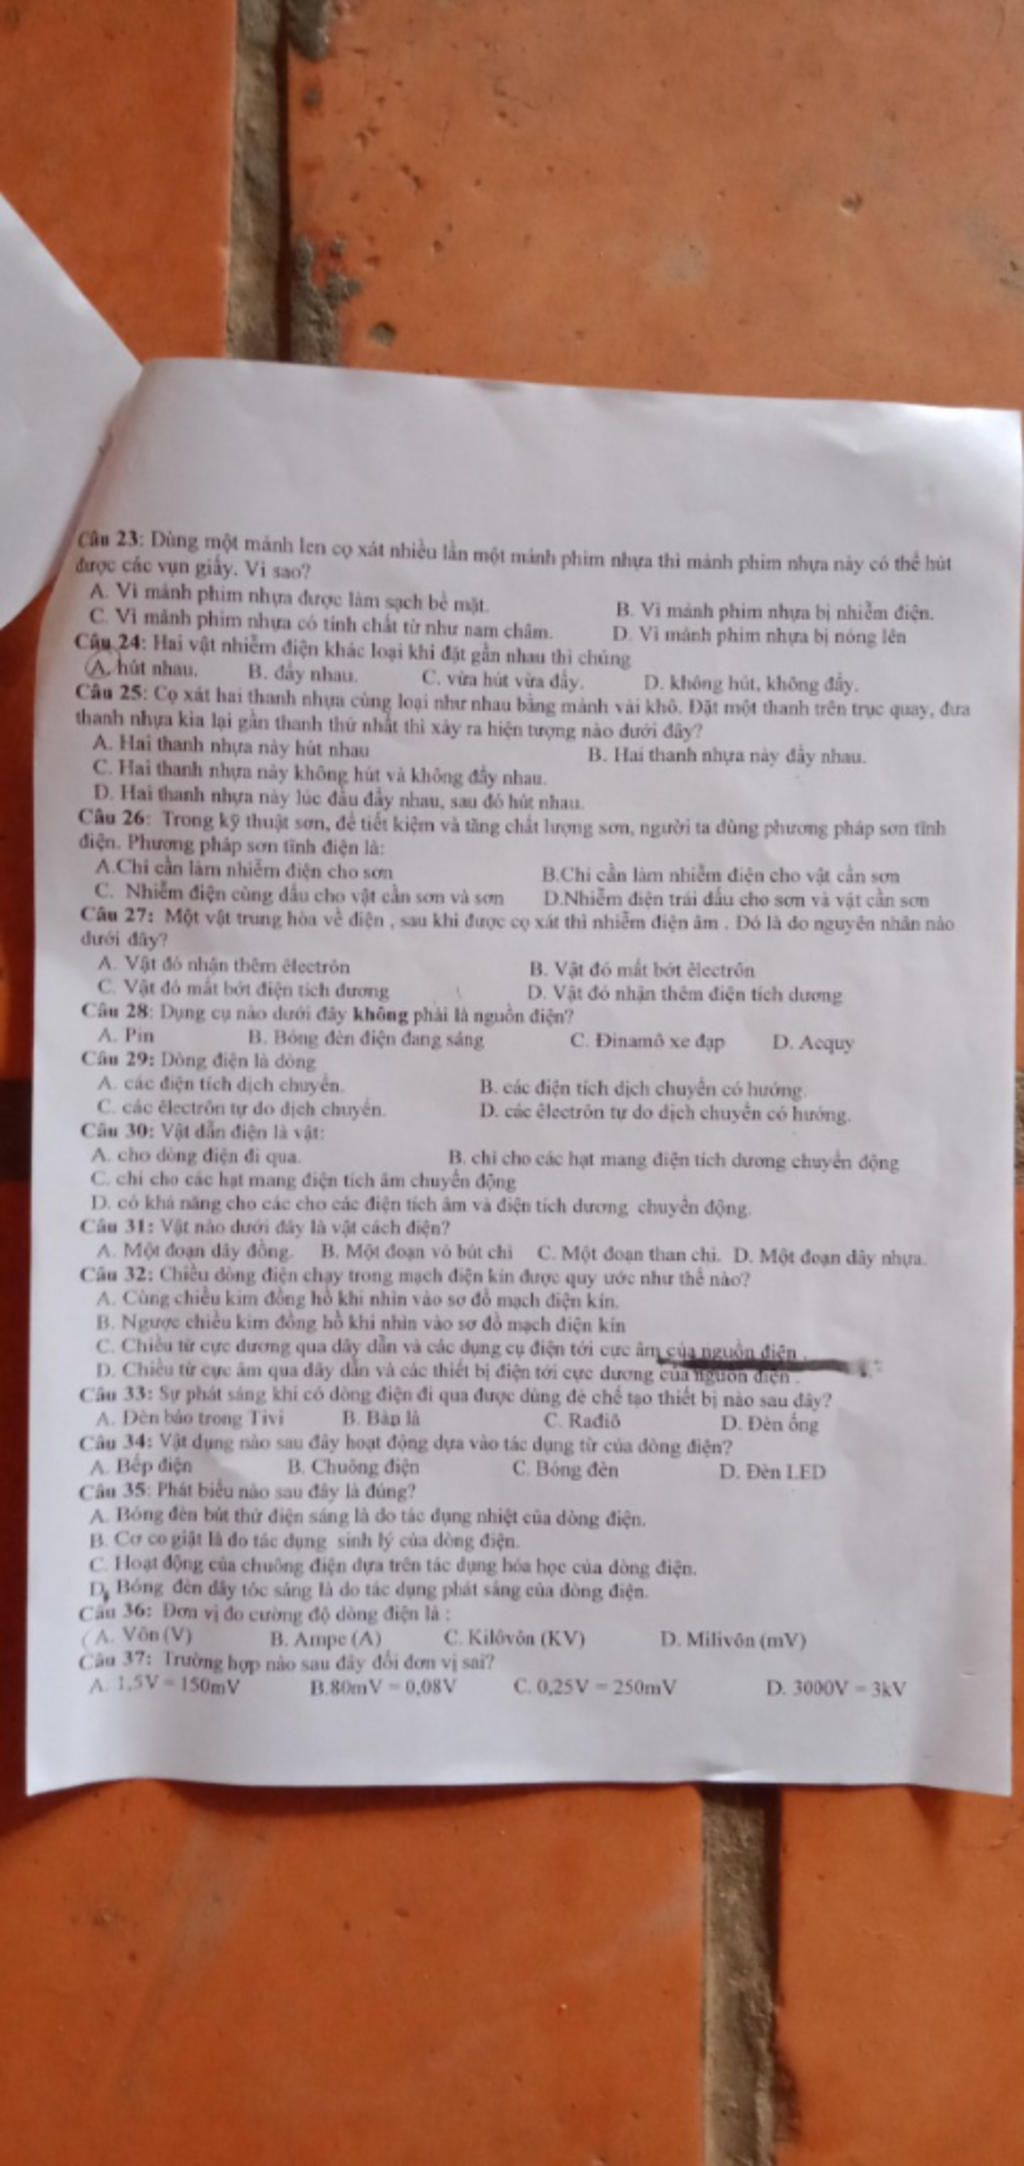 Câu 23: Dùng một mảnh len cọ xát nhiều lần một mảnh phim nhựa thì mảnh phim nhựa này có thể hút
được các vụn giấy. Vì sao?
A. Vì mảnh phim nhựa được làm sạch bề mặt. B. Vì mảnh phim nhựa bị nhiễm điện.
C. Vì mảnh phim nhựa có tính chất từ như nam châm. D. Vì mảnh phim nhựa bị nóng lên
Câu 24: Hai vật nhiễm điện khác loại khi đặt gần nhau thì chúng
A. hút nhau. B. đẩy nhau. C. vừa hút vừa đẩy. D. không hút, không đẩy.
Câu 25: Cọ xát hai thanh nhựa cùng loại như nhau bằng mảnh vải khô. Đặt một thanh trên trục quay, đưa
thanh nhựa kia lại gần thanh thứ nhất thì xảy ra hiện tượng nào dưới đây?
A. Hai thanh nhựa này hút nhau B. Hai thanh nhựa này đẩy nhau.
C. Hai thanh nhựa này không hút và không đẩy nhau.
D. Hai thanh nhựa này lúc đầu đẩy nhau, sau đó hút nhau.
Câu 26: Trong kỹ thuật sơn, để tiết kiệm và tăng chất lượng sơn, người ta dùng phương pháp sơn tĩnh
điện. Phương pháp sơn tĩnh điện là:
A.Chỉ cần làm nhiễm điện cho sơn B.Chỉ cần làm nhiễm điện cho vật cần sơn
C. Nhiễm điện cùng dấu cho vật cần sơn và sơn D.Nhiễm điện trái dấu cho sơn và vật cần sơn
Câu 27: Một vật trung hòa về điện , sau khi được cọ xát thì nhiễm điện âm . Đó là do nguyên nhân nào
dưới đây?
A. Vật đó nhận thêm êlectrôn B. Vật đó mất bớt êlectrôn
C. Vật đó mất bớt điện tích dương D. Vật đó nhận thêm điện tích dương
Câu 28: Dụng cụ nào dưới đây không phải là nguồn điện?
A. Pin B. Bóng đèn điện đang sáng C. Đinamô xe đạp D. Acquy
Câu 29: Dòng điện là dòng
A. các điện tích dịch chuyển. B. các điện tích dịch chuyển có hướng.
C. các êlectrôn tự do dịch chuyển. D. các êlectrôn tự do dịch chuyển có hướng.
Câu 30: Vật dẫn điện là vật:
A. cho dòng điện đi qua. B. chỉ cho các hạt mang điện tích dương chuyển động
C. chỉ cho các hạt mang điện tích âm chuyển động
D. có khả năng cho các cho các điện tích âm và điện tích dương chuyển động.
Câu 31: Vật nào dưới đây là vật cách điện?
A. Một đoạn dây đồng. B. Một đoạn vỏ bút chì C. Một đoạn than chì. D. Một đoạn dây nhựa.
Câu 32: Chiều dòng điện chạy trong mạch điện kín được quy ước như thế nào?
A. Cùng chiều kim đồng hồ khi nhìn vào sơ đồ mạch điện kín.
B. Ngược chiều kim đồng hồ khi nhìn vào sơ đồ mạch điện kín
C. Chiều từ cực dương qua dây dẫn và các dụng cụ điện tới cực âm của nguồn điện .
D. Chiều từ cực âm qua dây dẫn và các thiết bị điện tới cực dương của nguồn điện .
Câu 33: Sự phát sáng khi có dòng điện đi qua được dùng để chế tạo thiết bị nào sau đây?
A. Đèn báo trong Tivi B. Bàn là C. Rađiô D. Đèn ống
Câu 34: Vật dụng nào sau đây hoạt động dựa vào tác dụng từ của dòng điện?
A. Bếp điện B. Chuông điện C. Bóng đèn D. Đèn LED
Câu 35: Phát biểu nào sau đây là đúng?
A. Bóng đèn bút thử điện sáng là do tác dụng nhiệt của dòng điện.
B. Cơ co giật là do tác dụng sinh lý của dòng điện.
C. Hoạt động của chuông điện dựa trên tác dụng hóa học của dòng điện.
D. Bóng đèn dây tóc sáng là do tác dụng phát sáng của dòng điện.
Câu 36: Đơn vị đo cường độ dòng điện là :
A. Vôn (V) B. Ampe (A) C. Kilôvôn (KV) D. Milivôn (mV)
Câu 37: Trường hợp nào sau đây đổi đơn vị sai?
A. 1,5V = 150mV B.80mV = 0,08V C. 0,25V = 250mV D. 3000V = 3kV